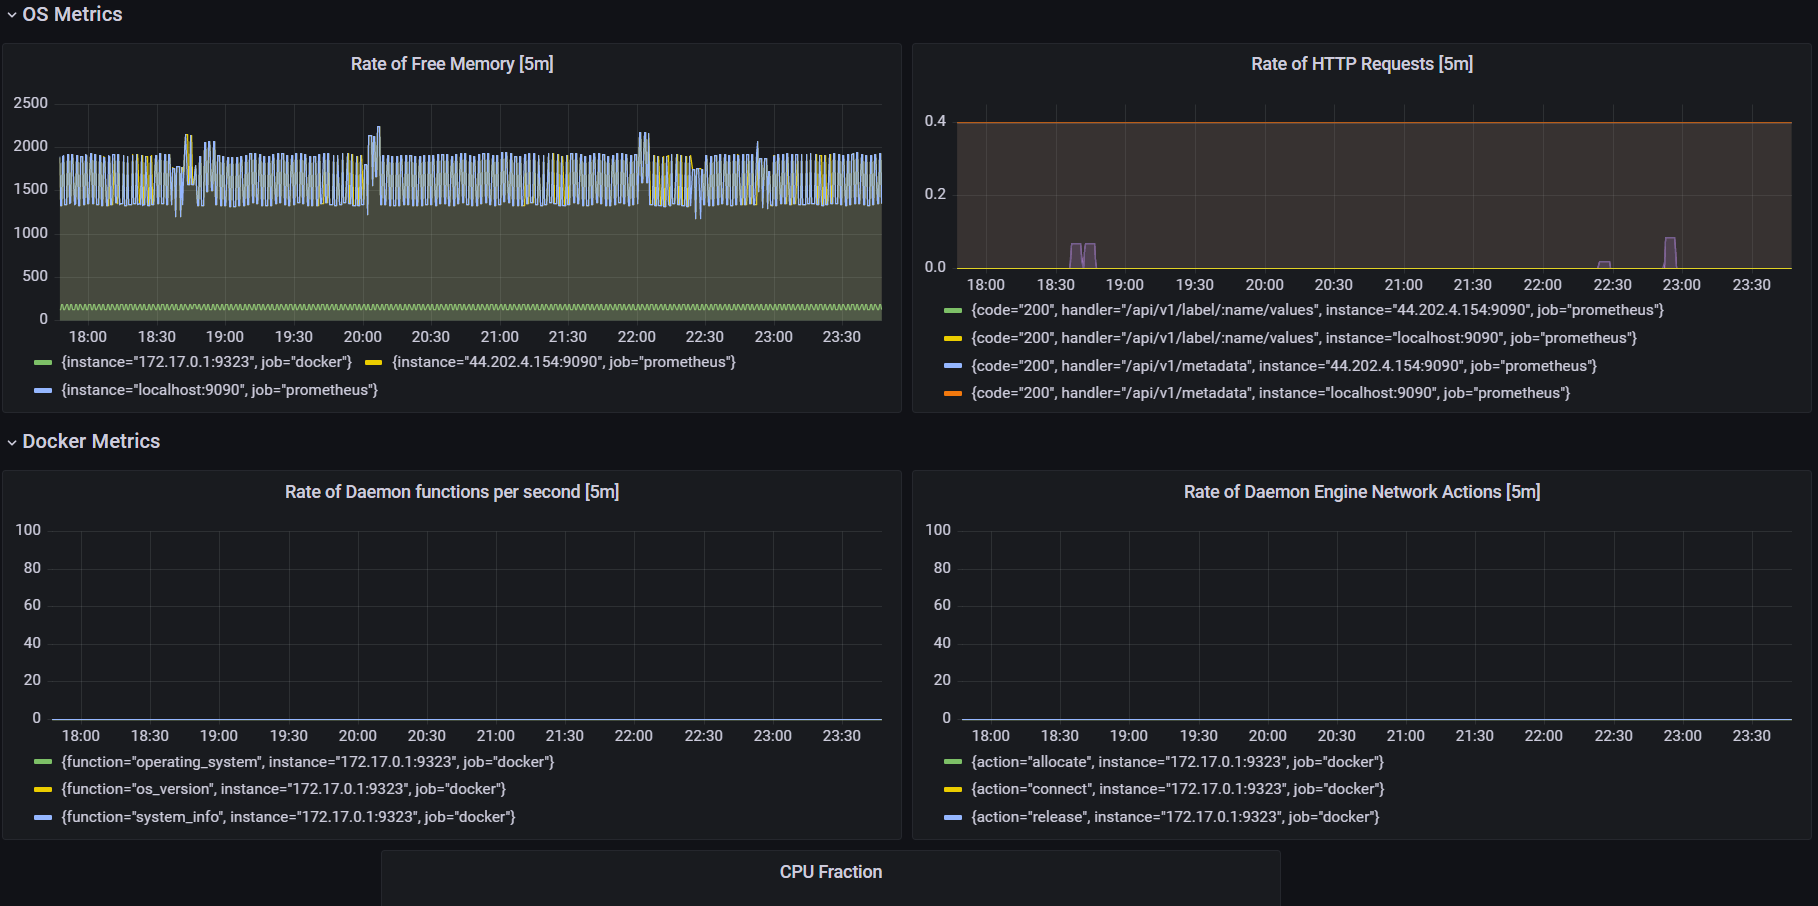 OS Metrics
Rate of Free Memory [5m]
2500
2000
1500
1000
500
0
18:00 18:30 19:00 19:30 20:00 20:30 21:00 21:30 22:00 22:30 23:00 23:30
{instance="172.17.0.1:9323", job="docker"} {instance="44.202.4.154:9090", job="prometheus"}
{instance="localhost:9090", job="prometheus"}
Rate of HTTP Requests [5m]
0.4
0.2
0.0
18:00 18:30 19:00 19:30 20:00 20:30 21:00 21:30 22:00 22:30 23:00 23:30
{code="200", handler="/api/v1/label/:name/values", instance="44.202.4.154:9090", job="prometheus"}
{code="200", handler="/api/v1/label/:name/values", instance="localhost:9090", job="prometheus"}
{code="200", handler="/api/v1/metadata", instance="44.202.4.154:9090", job="prometheus"}
{code="200", handler="/api/v1/metadata", instance="localhost:9090", job="prometheus"}
Docker Metrics
Rate of Daemon functions per second [5m]
100
80
60
40
20
0
18:00 18:30 19:00 19:30 20:00 20:30 21:00 21:30 22:00 22:30 23:00 23:30
{function="operating_system", instance="172.17.0.1:9323", job="docker"}
{function="os_version", instance="172.17.0.1:9323", job="docker"}
{function="system_info", instance="172.17.0.1:9323", job="docker"}
Rate of Daemon Engine Network Actions [5m]
100
80
60
40
20
0
18:00 18:30 19:00 19:30 20:00 20:30 21:00 21:30 22:00 22:30 23:00 23:30
{action="allocate", instance="172.17.0.1:9323", job="docker"}
{action="connect", instance="172.17.0.1:9323", job="docker"}
{action="release", instance="172.17.0.1:9323", job="docker"}
CPU Fraction